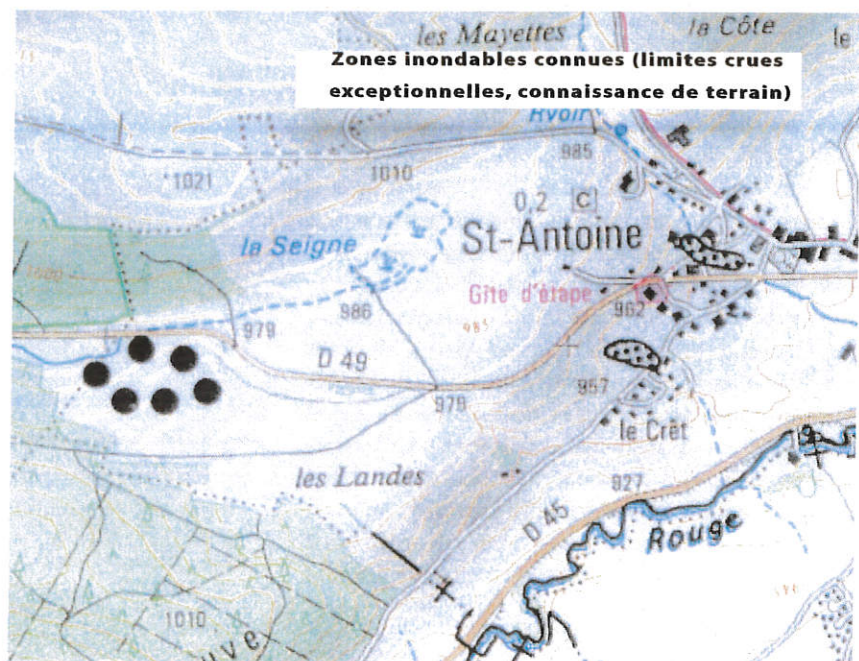 les Mayettes
la Côte
le
Zones inondables connues (limites crues
exceptionnelles, connaissance de terrain)
Rvoir
985
1010
1021
0,2 C
St-Antoine
la Seigne
Gîte d'étape
962
986
985
979
D 49
957
979
le Crêt
les Landes
927
D 45
Rouge
1010
uve